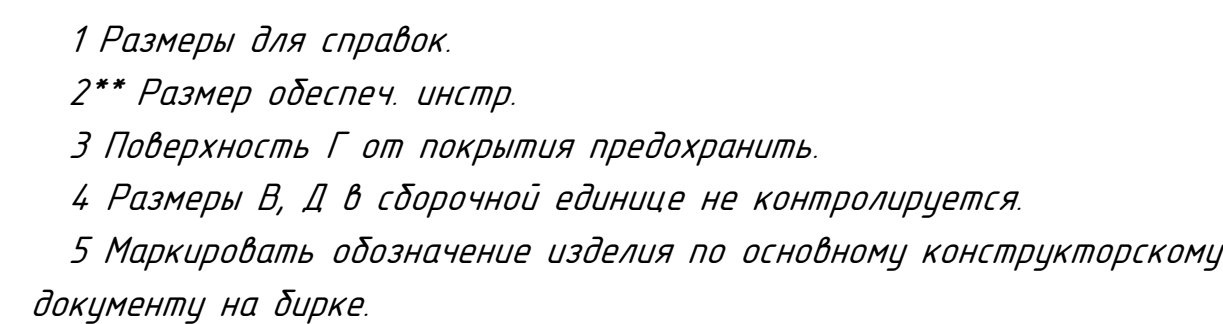 1 Размеры для справок.
2** Размер обеспеч. инстр.
3 Поверхность Г от покрытия предохранить.
4 Размеры В, Д в сборочной единице не контролируется.
5 Маркировать обозначение изделия по основному конструкторскому
документу на бирке.